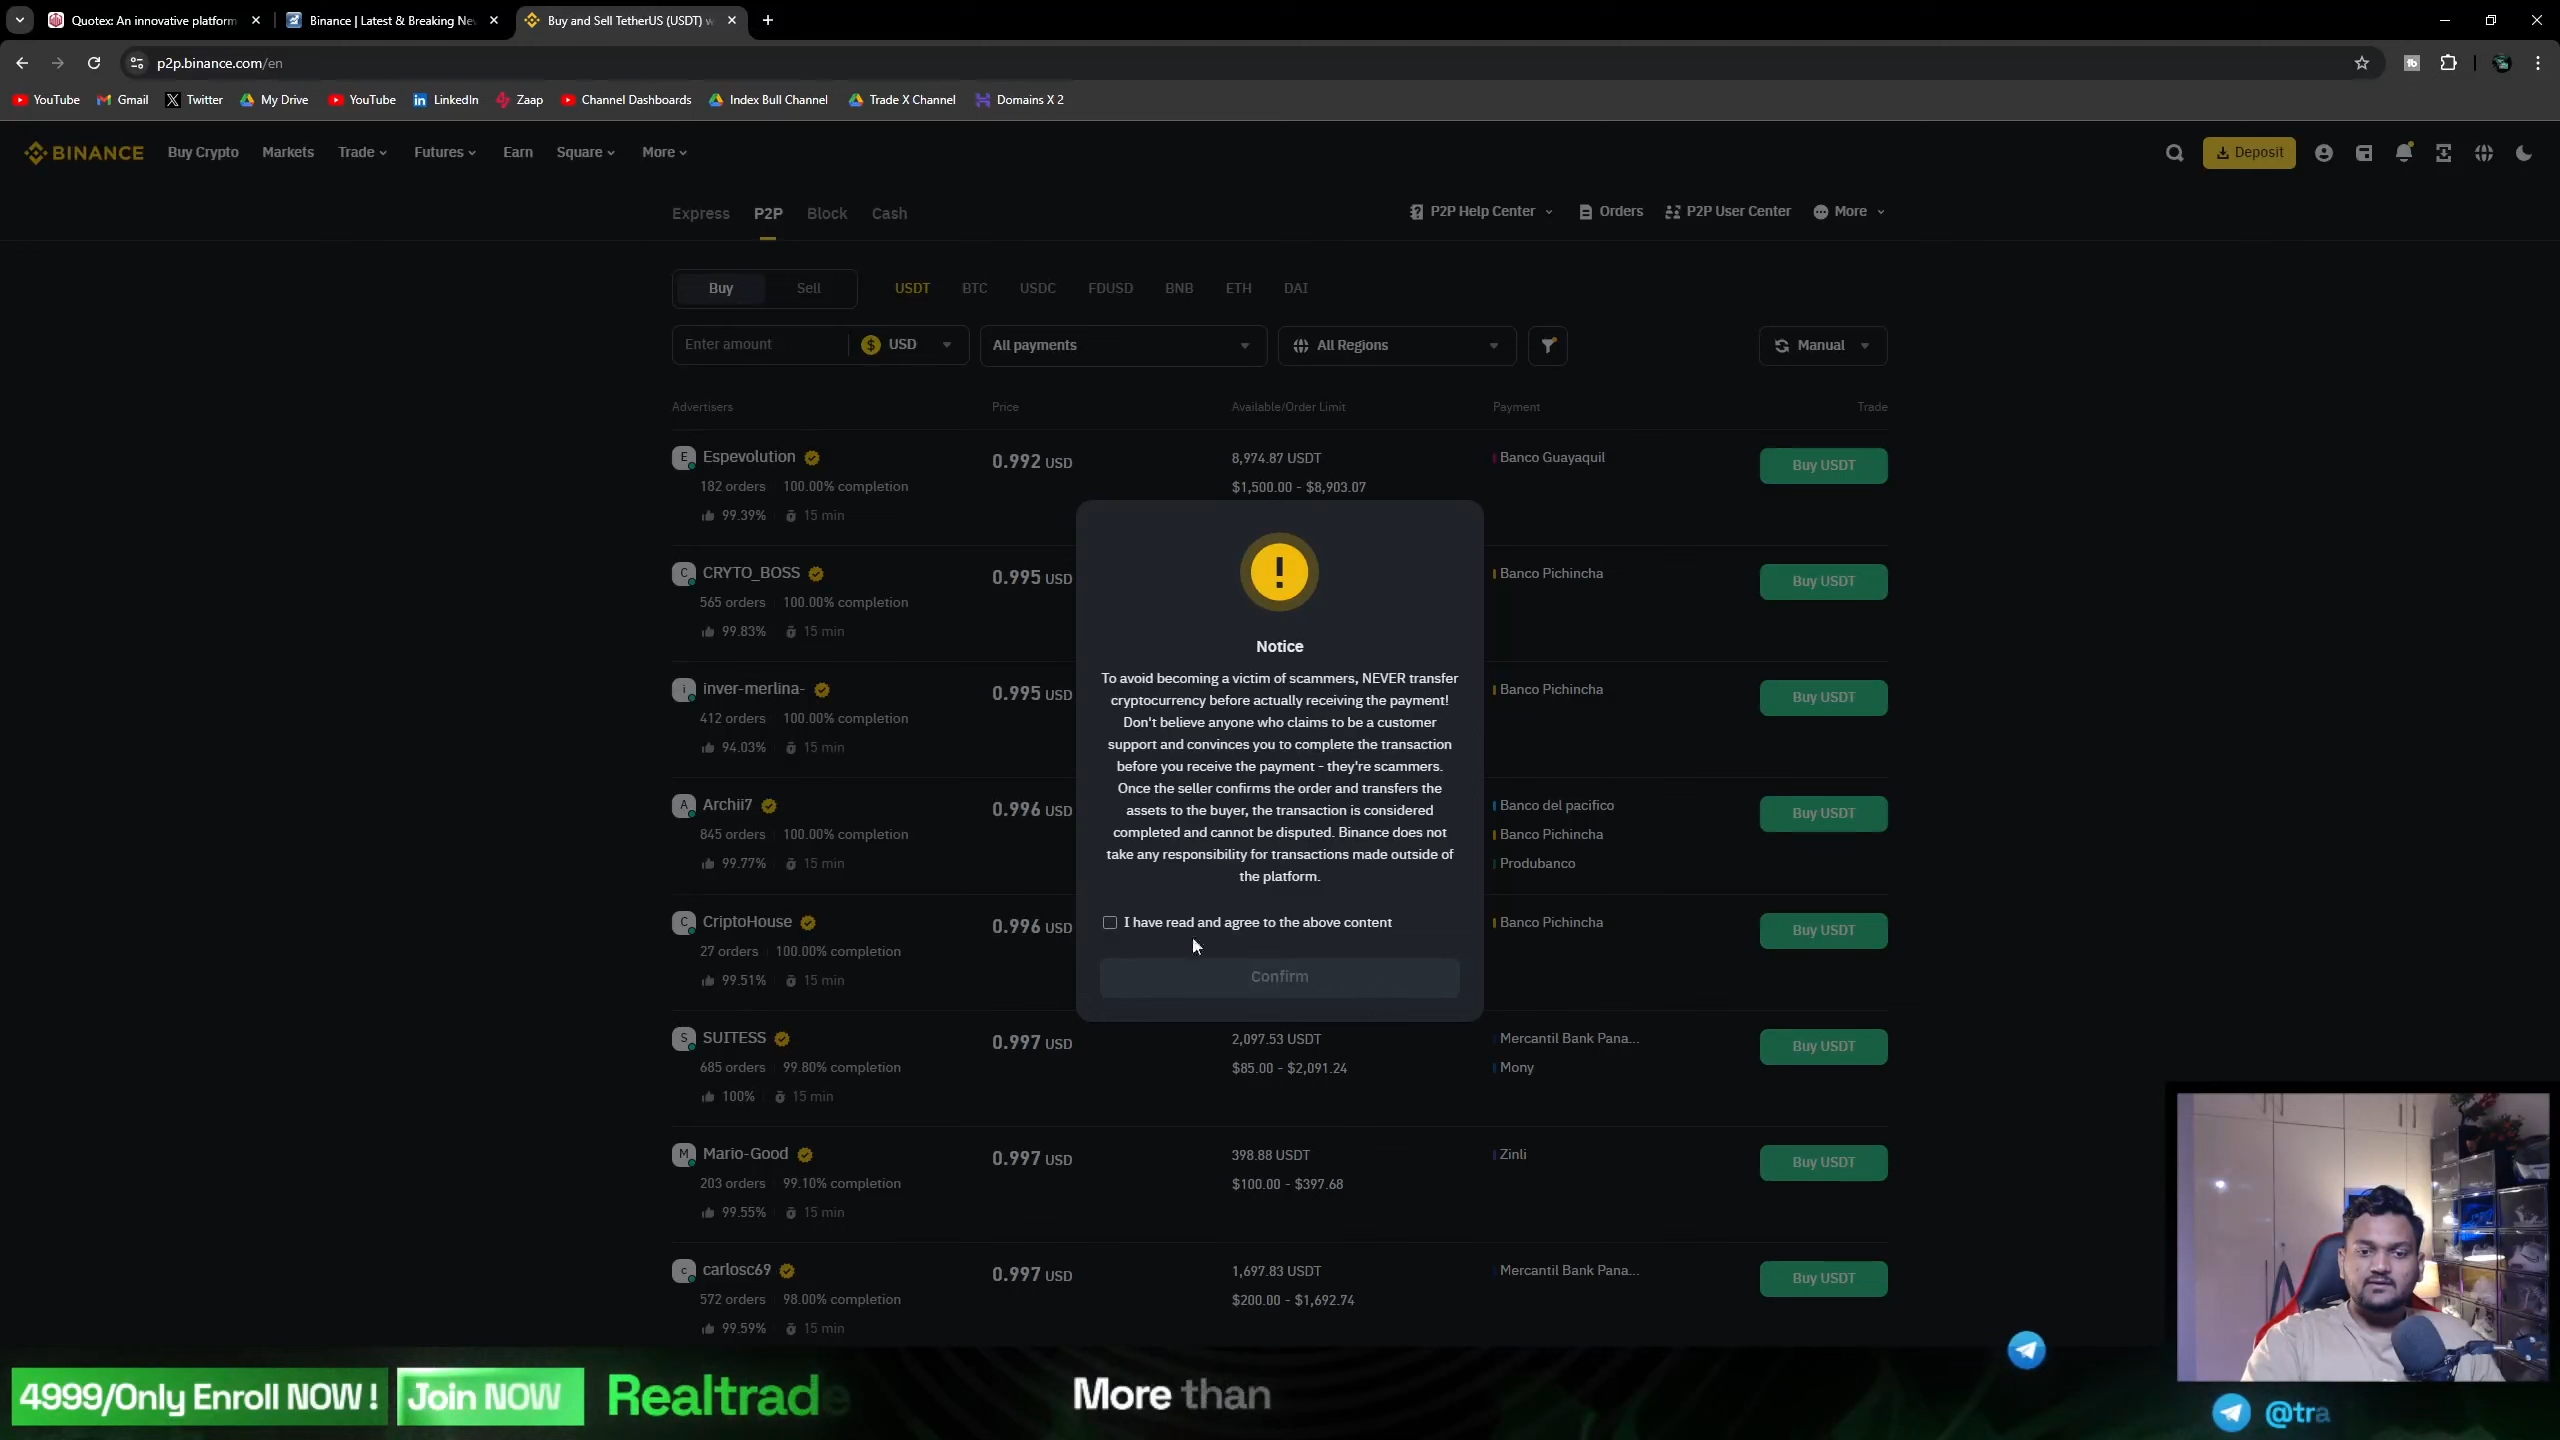 Quotex: An innovative platform
Binance | Latest & Breaking Ne
Buy and Sell TetherUS (USDT) w
p2p.binance.com/en
YouTube
Gmail
Twitter
My Drive
YouTube
LinkedIn
Zaap
Channel Dashboards
Index Bull Channel
Trade X Channel
Domains X 2
BINANCE
Buy Crypto
Markets
Trade
Futures
Earn
Square
More
Deposit
Express
P2P
Block
Cash
P2P Help Center
Orders
P2P User Center
More
Buy
Sell
USDT
BTC
USDC
FDUSD
BNB
ETH
DAI
Enter amount
USD
All payments
All Regions
Manual
Advertisers
Price
Available/Order Limit
Payment
Trade
E Espevolution
0.992 USD
8,974.87 USDT
Banco Guayaquil
Buy USDT
182 orders 100.00% completion
$1,500.00 - $8,903.07
99.39% 15 min
C CRYTO_BOSS
0.995 USD
Banco Pichincha
Buy USDT
565 orders 100.00% completion
99.83% 15 min
i inver-merlina-
0.995 USD
Banco Pichincha
Buy USDT
412 orders 100.00% completion
94.03% 15 min
A Archii7
0.996 USD
Banco del pacifico
Buy USDT
845 orders 100.00% completion
Banco Pichincha
99.77% 15 min
Produbanco
C CriptoHouse
0.996 USD
Banco Pichincha
Buy USDT
27 orders 100.00% completion
99.51% 15 min
S SUITESS
0.997 USD
2,097.53 USDT
Mercantil Bank Pana...
Buy USDT
685 orders 99.80% completion
$85.00 - $2,091.24
Mony
100% 15 min
M Mario-Good
0.997 USD
398.88 USDT
Zinli
Buy USDT
203 orders 99.10% completion
$100.00 - $397.68
99.55% 15 min
c carlosc69
0.997 USD
1,697.83 USDT
Mercantil Bank Pana...
Buy USDT
572 orders 98.00% completion
$200.00 - $1,692.74
99.59% 15 min
Notice
To avoid becoming a victim of scammers, NEVER transfer
cryptocurrency before actually receiving the payment!
Don't believe anyone who claims to be a customer
support and convinces you to complete the transaction
before you receive the payment - they're scammers.
Once the seller confirms the order and transfers the
assets to the buyer, the transaction is considered
completed and cannot be disputed. Binance does not
take any responsibility for transactions made outside of
the platform.
I have read and agree to the above content
Confirm
4999/Only Enroll NOW !
Join NOW
Realtrade
More than
@tra